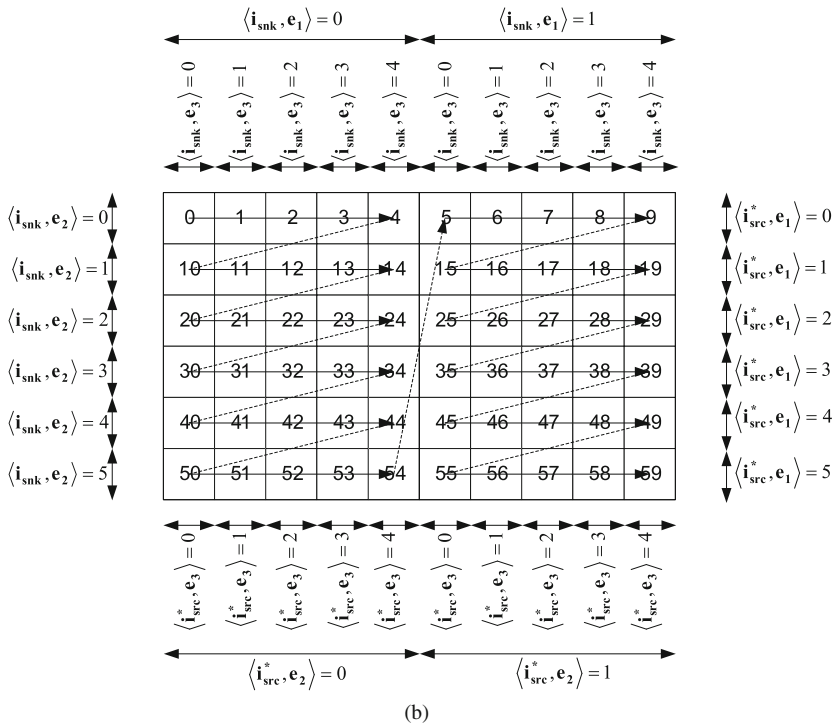 ⟨i_snk, e_1⟩ = 0 ⟨i_snk, e_1⟩ = 1
⟨i_snk, e_3⟩ = 0
⟨i_snk, e_3⟩ = 1
⟨i_snk, e_3⟩ = 2
⟨i_snk, e_3⟩ = 3
⟨i_snk, e_3⟩ = 4
⟨i_snk, e_3⟩ = 0
⟨i_snk, e_3⟩ = 1
⟨i_snk, e_3⟩ = 2
⟨i_snk, e_3⟩ = 3
⟨i_snk, e_3⟩ = 4
⟨i_snk, e_2⟩ = 0 0 1 2 3 4 5 6 7 8 9 ⟨i*_src, e_1⟩ = 0
⟨i_snk, e_2⟩ = 1 10 11 12 13 14 15 16 17 18 19 ⟨i*_src, e_1⟩ = 1
⟨i_snk, e_2⟩ = 2 20 21 22 23 24 25 26 27 28 29 ⟨i*_src, e_1⟩ = 2
⟨i_snk, e_2⟩ = 3 30 31 32 33 34 35 36 37 38 39 ⟨i*_src, e_1⟩ = 3
⟨i_snk, e_2⟩ = 4 40 41 42 43 44 45 46 47 48 49 ⟨i*_src, e_1⟩ = 4
⟨i_snk, e_2⟩ = 5 50 51 52 53 54 55 56 57 58 59 ⟨i*_src, e_1⟩ = 5
⟨i*_src, e_3⟩ = 0
⟨i*_src, e_3⟩ = 1
⟨i*_src, e_3⟩ = 2
⟨i*_src, e_3⟩ = 3
⟨i*_src, e_3⟩ = 4
⟨i*_src, e_3⟩ = 0
⟨i*_src, e_3⟩ = 1
⟨i*_src, e_3⟩ = 2
⟨i*_src, e_3⟩ = 3
⟨i*_src, e_3⟩ = 4
⟨i*_src, e_2⟩ = 0 ⟨i*_src, e_2⟩ = 1
(b)